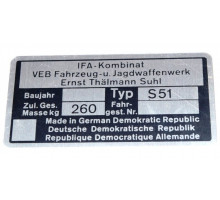 IFA-Kombinat
VEB Fahrzeug-u. Jagdwaffenwerk
Ernst Thälmann Suhl
Baujahr Typ S 51
Zul. Ges. Masse kg 260 Fahr-gest. Nr.
Made in German Democratic Republic
Deutsche Demokratische Republik
Republique Democratique Allemande